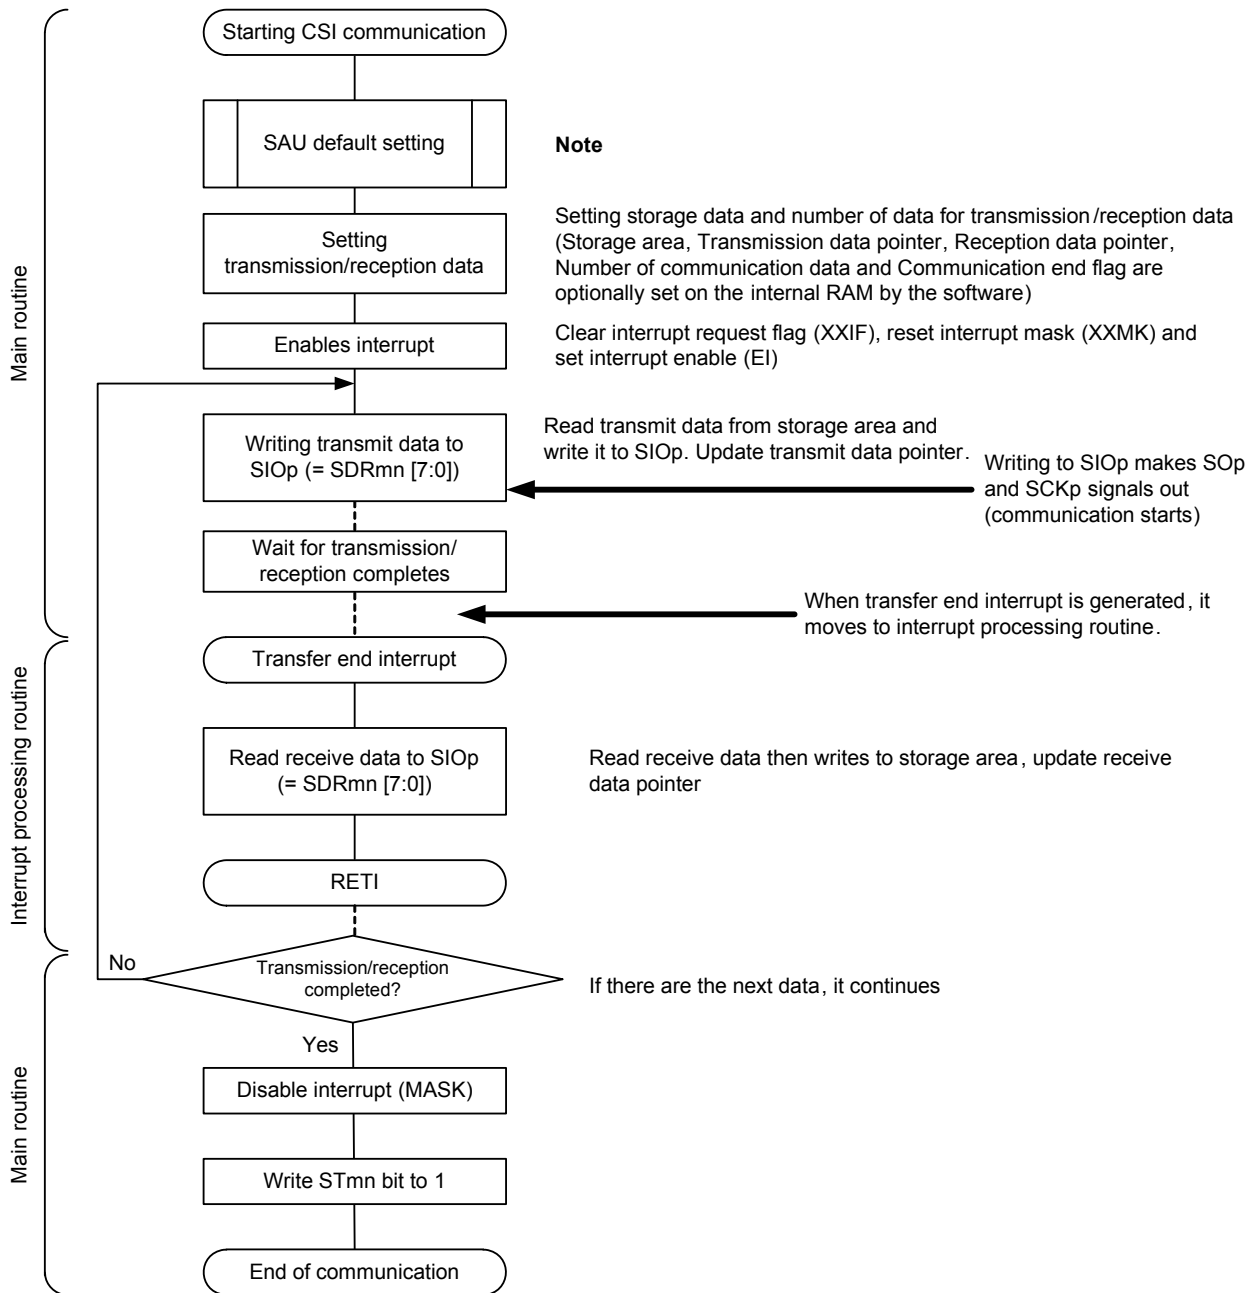 Starting CSI communication
SAU default setting
Note
Setting
transmission/reception data
Setting storage data and number of data for transmission/reception data
(Storage area, Transmission data pointer, Reception data pointer,
Number of communication data and Communication end flag are
optionally set on the internal RAM by the software)
Enables interrupt
Clear interrupt request flag (XXIF), reset interrupt mask (XXMK) and
set interrupt enable (EI)
Main routine
Writing transmit data to
SIOp (= SDRmn [7:0])
Read transmit data from storage area and
write it to SIOp. Update transmit data pointer.
Writing to SIOp makes SOp
and SCKp signals out
(communication starts)
Wait for transmission/
reception completes
When transfer end interrupt is generated, it
moves to interrupt processing routine.
Transfer end interrupt
Interrupt processing routine
Read receive data to SIOp
(= SDRmn [7:0])
Read receive data then writes to storage area, update receive
data pointer
RETI
No
Transmission/reception
completed?
If there are the next data, it continues
Yes
Main routine
Disable interrupt (MASK)
Write STmn bit to 1
End of communication